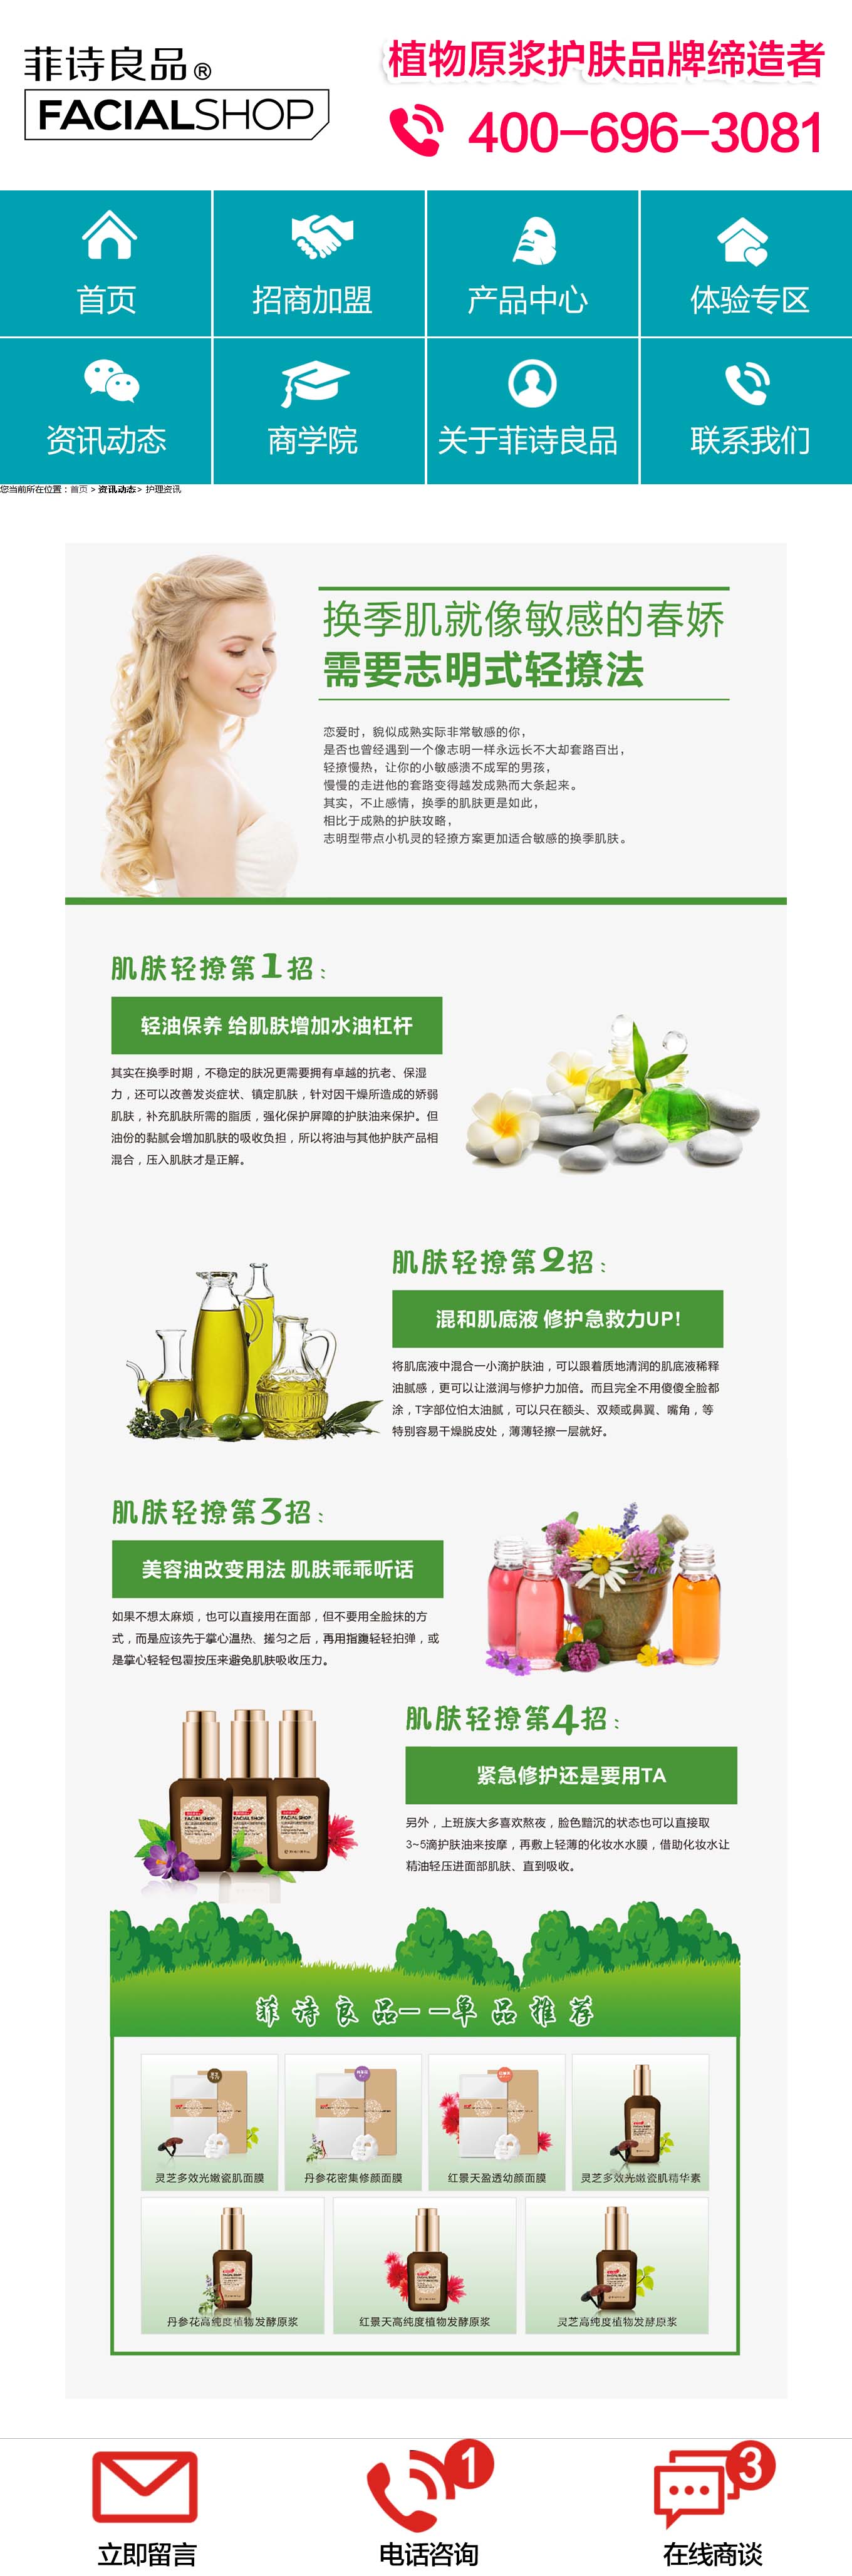 菲诗良品®
FACIALSHOP
植物原浆护肤品牌缔造者
400-696-3081
首页
招商加盟
产品中心
体验专区
资讯动态
商学院
关于菲诗良品
联系我们
您当前所在位置：首页 > 资讯动态> 护理资讯
换季肌就像敏感的春娇
需要志明式轻撩法
恋爱时，貌似成熟实际非常敏感的你，
是否也曾经遇到一个像志明一样永远长不大却套路百出，
轻撩慢热，让你的小敏感溃不成军的男孩，
慢慢的走进他的套路变得越发成熟而大条起来。
其实，不止感情，换季的肌肤更是如此，
相比于成熟的护肤攻略，
志明型带点小机灵的轻撩方案更加适合敏感的换季肌肤。
肌肤轻撩第1招：
轻油保养 给肌肤增加水油杠杆
其实在换季时期，不稳定的肤况更需要拥有卓越的抗老、保湿
力，还可以改善发炎症状、镇定肌肤，针对因干燥所造成的娇弱
肌肤，补充肌肤所需的脂质，强化保护屏障的护肤油来保护。但
油份的黏腻会增加肌肤的吸收负担，所以将油与其他护肤产品相
混合，压入肌肤才是正解。
肌肤轻撩第2招：
混和肌底液 修护急救力UP!
将肌底液中混合一小滴护肤油，可以跟着质地清润的肌底液稀释
油腻感，更可以让滋润与修护力加倍。而且完全不用傻傻全脸都
涂，T字部位怕太油腻，可以只在额头、双颊或鼻翼、嘴角，等
特别容易干燥脱皮处，薄薄轻擦一层就好。
肌肤轻撩第3招：
美容油改变用法 肌肤乖乖听话
如果不想太麻烦，也可以直接用在面部，但不要用全脸抹的方
式，而是应该先于掌心温热、搓匀之后，再用指腹轻轻拍弹，或
是掌心轻轻包覆按压来避免肌肤吸收压力。
肌肤轻撩第4招：
紧急修护还是要用TA
另外，上班族大多喜欢熬夜，脸色黯沉的状态也可以直接取
3~5滴护肤油来按摩，再敷上轻薄的化妆水水膜，借助化妆水让
精油轻压进面部肌肤、直到吸收。
FACIAL SHOP
FACIAL SHOP
FACIAL SHOP
菲诗良品——单品推荐
灵芝多效光嫩瓷肌面膜
丹参花密集修颜面膜
红景天盈透幼颜面膜
灵芝多效光嫩瓷肌精华素
丹参花高纯度植物发酵原浆
红景天高纯度植物发酵原浆
灵芝高纯度植物发酵原浆
1
3
立即留言
电话咨询
在线商谈